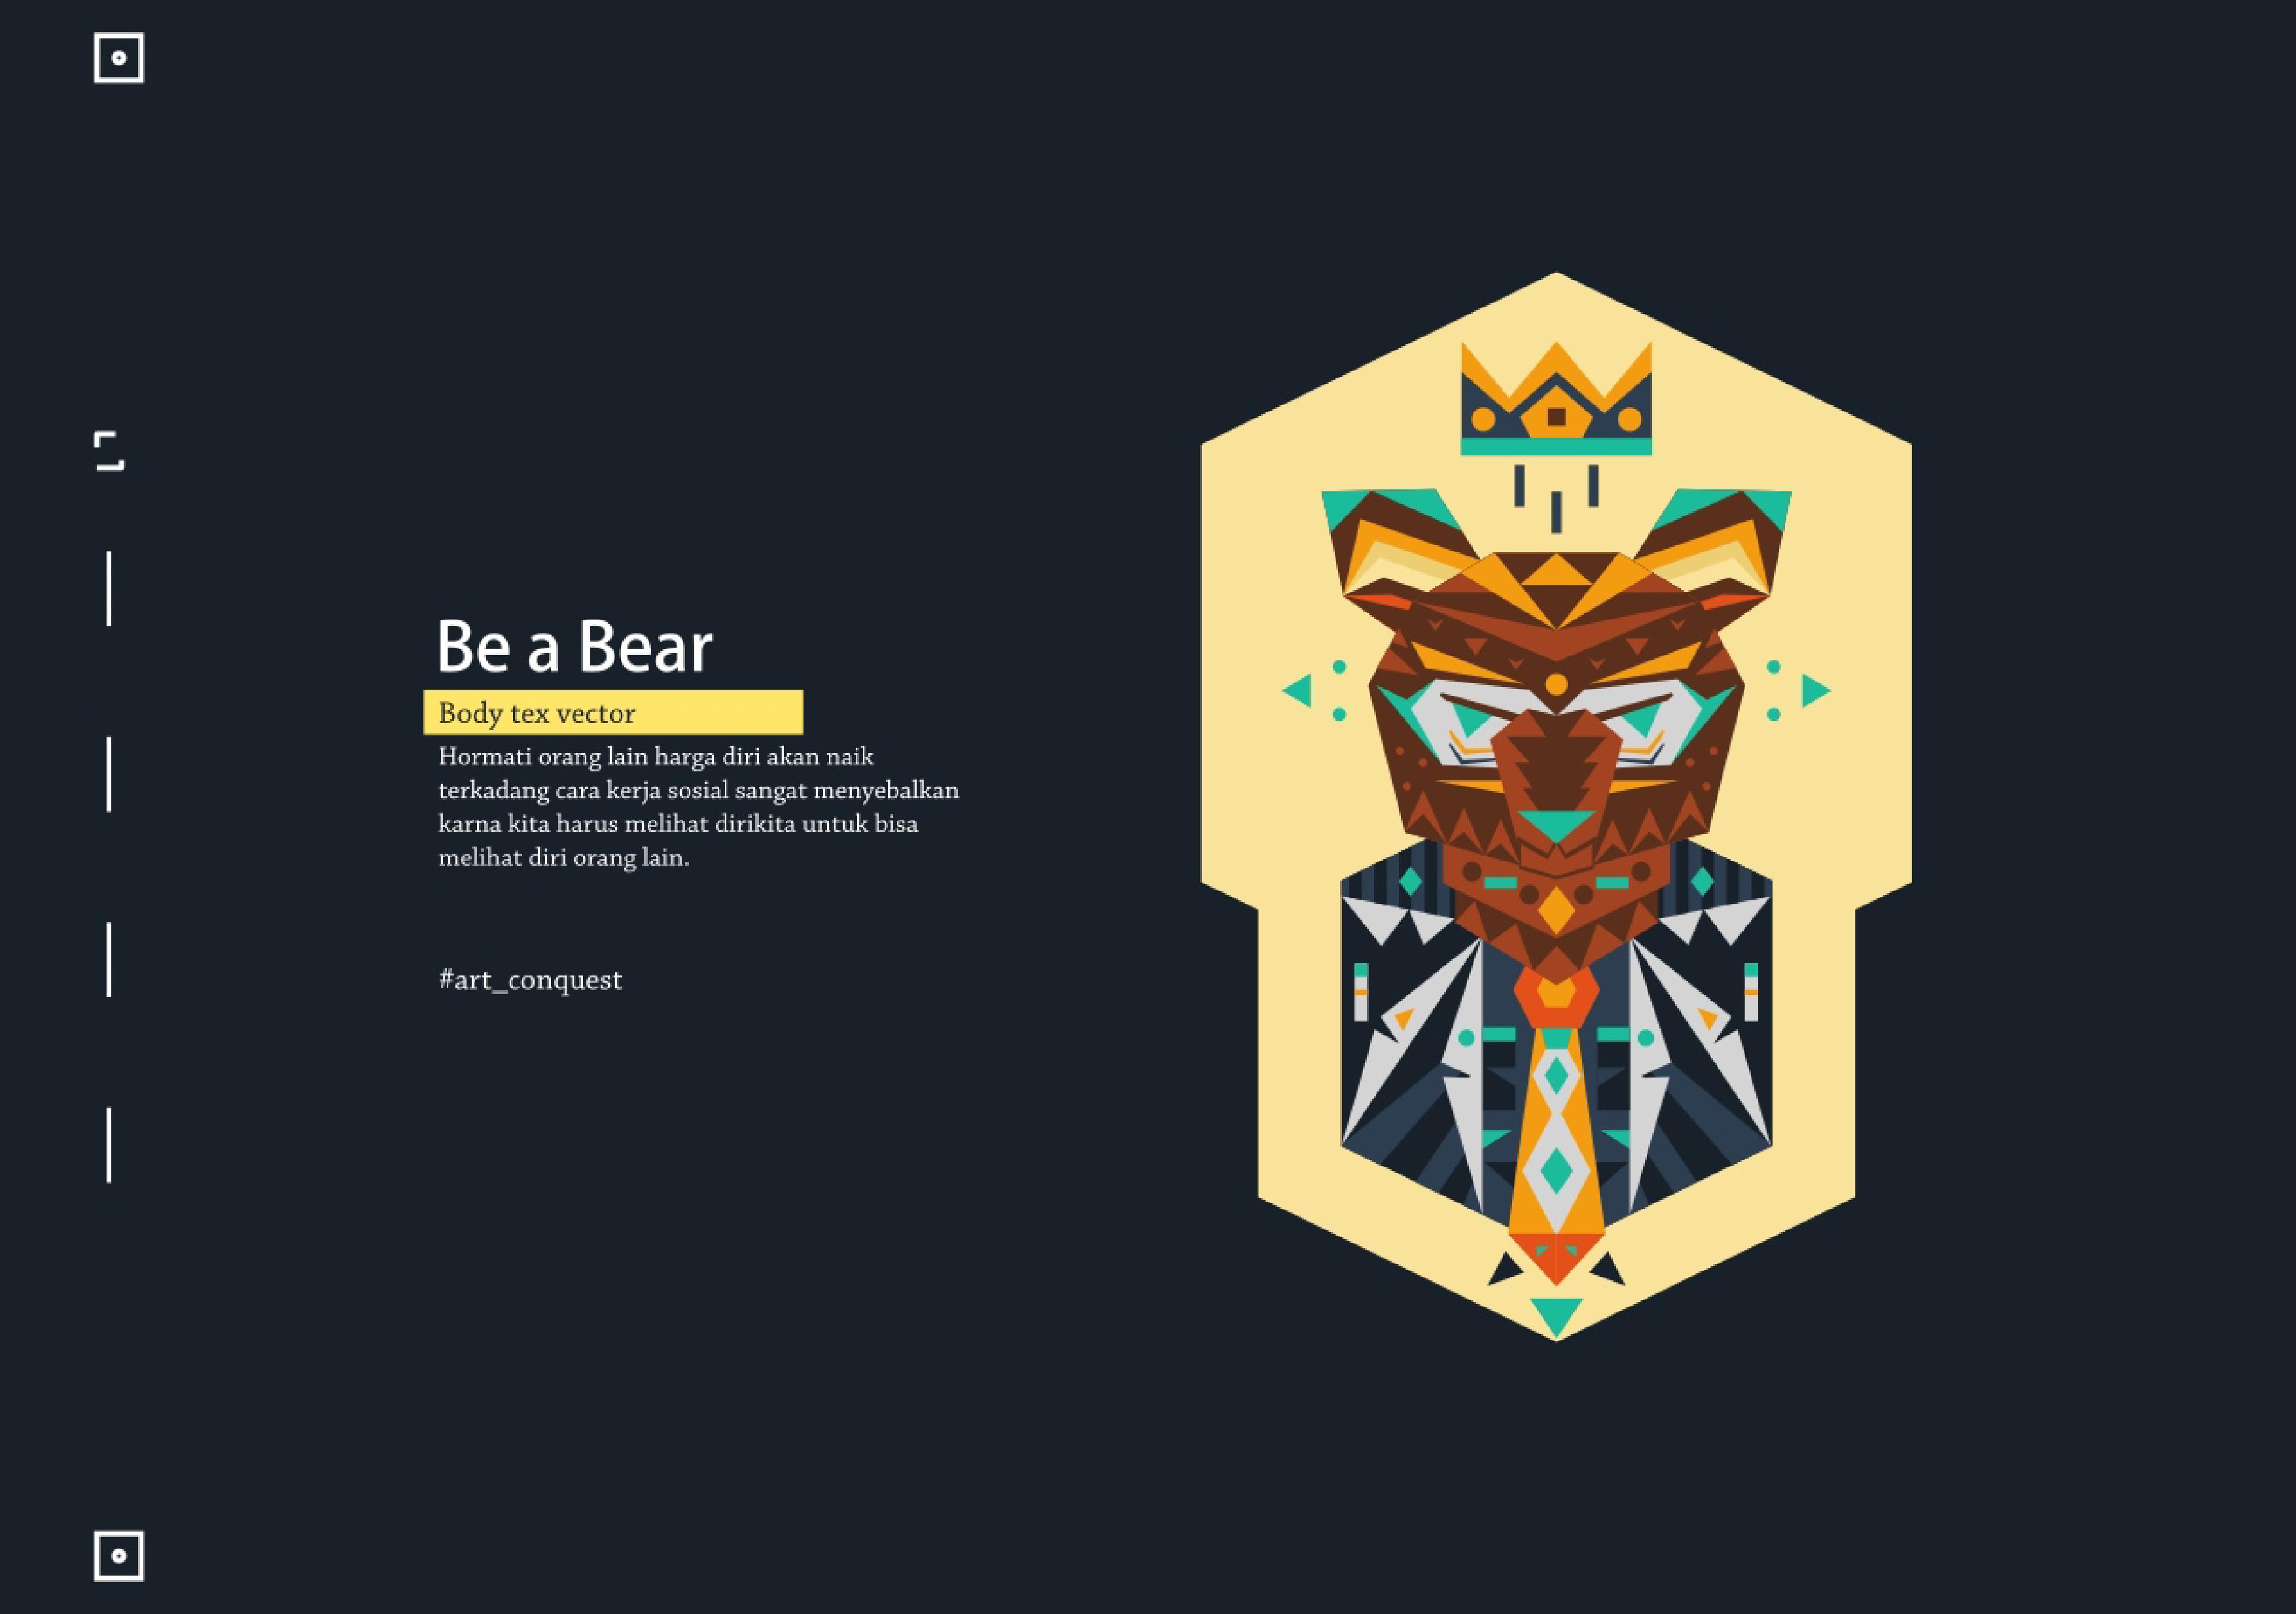 Be a Bear
Body tex vector
Hormati orang lain harga diri akan naik
terkadang cara kerja sosial sangat menyebalkan
karna kita harus melihat dirikita untuk bisa
melihat diri orang lain.
#art_conquest